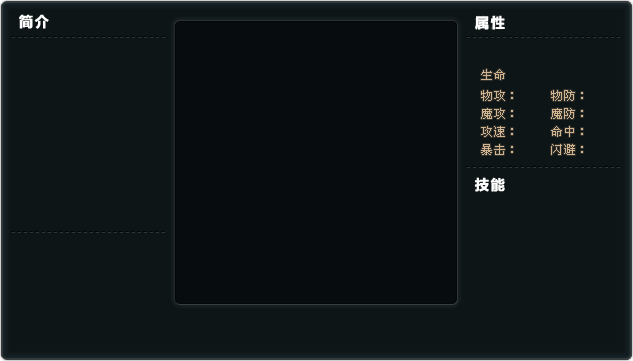 简介
属性
生命
物攻： 物防：
魔攻： 魔防：
攻速： 命中：
暴击： 闪避：
技能